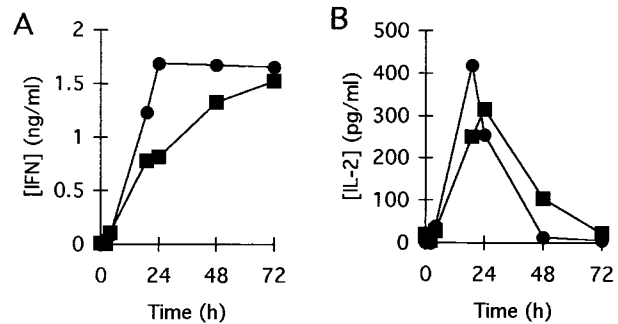 A
[IFN] (ng/ml)
2
1.5
1
0.5
0
0 24 48 72
Time (h)
B
[IL-2] (pg/ml)
500
400
300
200
100
0
0 24 48 72
Time (h)